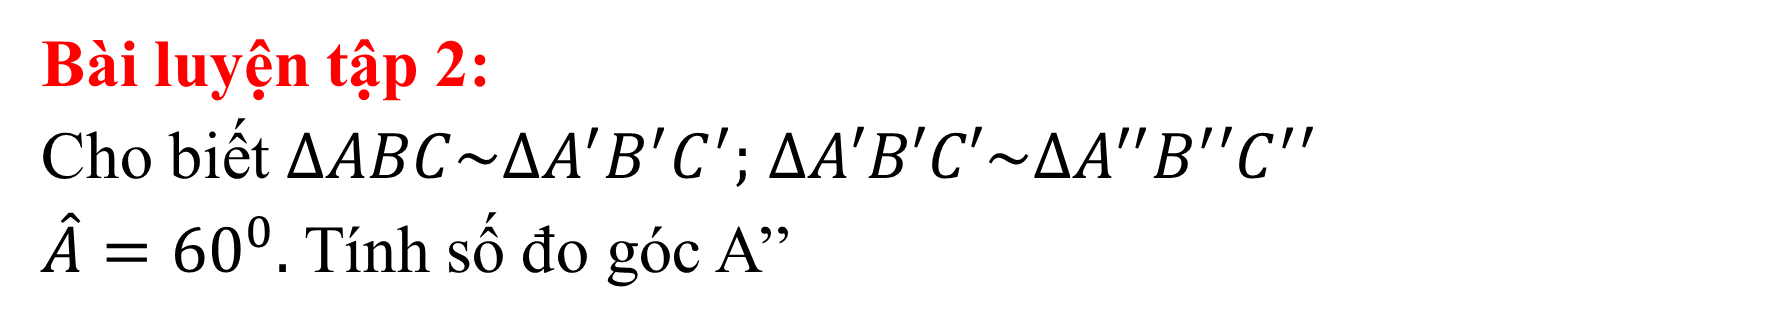 Bài luyện tập 2:
Cho biết ΔABC~ΔA′B′C′; ΔA′B′C′~ΔA′′B′′C′′
Â = 60⁰. Tính số đo góc A”